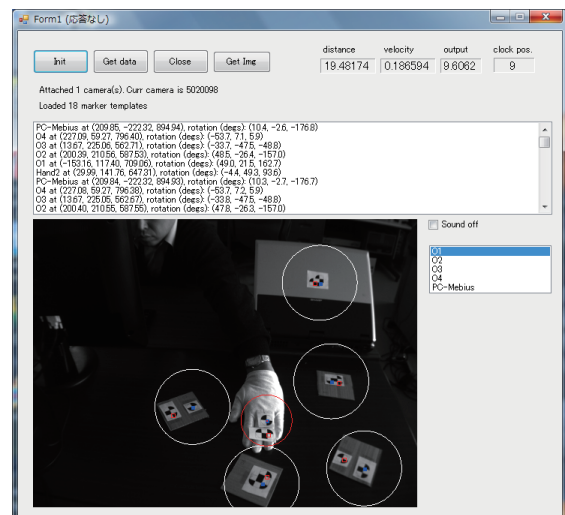 Form1 (応答なし)
distance velocity output clock pos.
Init Get data Close Get Img 19.48174 0.186594 9.6062 9
Attached 1 camera(s). Curr camera is 5020098
Loaded 18 marker templates
PC-Mebius at (209.85, -222.32, 894.94), rotation (degs): (10.4, -2.6, -176.8)
O4 at (227.09, 59.27, 796.40), rotation (degs): (-53.7, 7.1, 5.9)
O3 at (13.67, 225.06, 562.71), rotation (degs): (-33.7, -47.5, -48.8)
O2 at (200.39, 210.56, 587.53), rotation (degs): (48.5, -26.4, -157.0)
O1 at (-153.16, 117.40, 709.06), rotation (degs): (49.0, 21.5, 162.7)
Hand2 at (29.99, 141.76, 647.31), rotation (degs): (-4.4, 49.3, 93.6)
PC-Mebius at (209.84, -222.32, 894.93), rotation (degs): (10.3, -2.7, -176.7)
O4 at (227.08, 59.27, 796.38), rotation (degs): (-53.7, 7.2, 5.9)
O3 at (13.67, 225.05, 562.67), rotation (degs): (-33.8, -47.5, -48.8)
O2 at (200.40, 210.55, 587.55), rotation (degs): (47.8, -26.3, -157.0)
Sound off
O1
O2
O3
O4
PC-Mebius